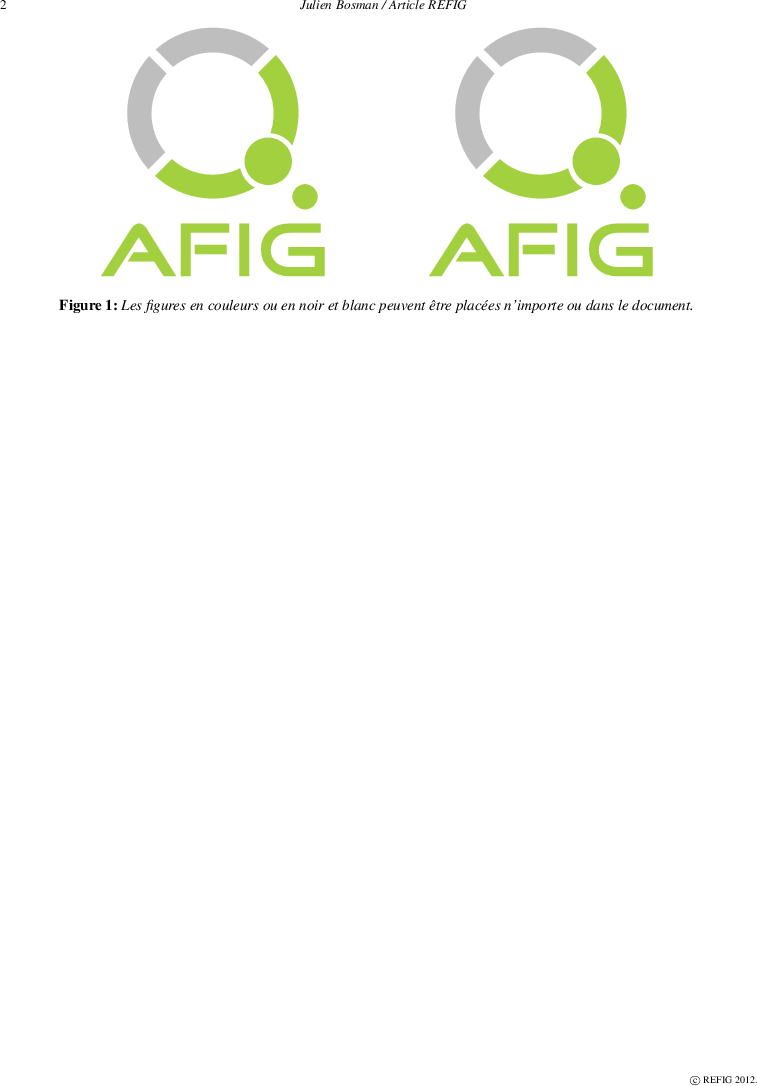 2
Julien Bosman / Article REFIG
AFIG
AFIG
Figure 1: Les figures en couleurs ou en noir et blanc peuvent être placées n'importe ou dans le document.
© REFIG 2012.